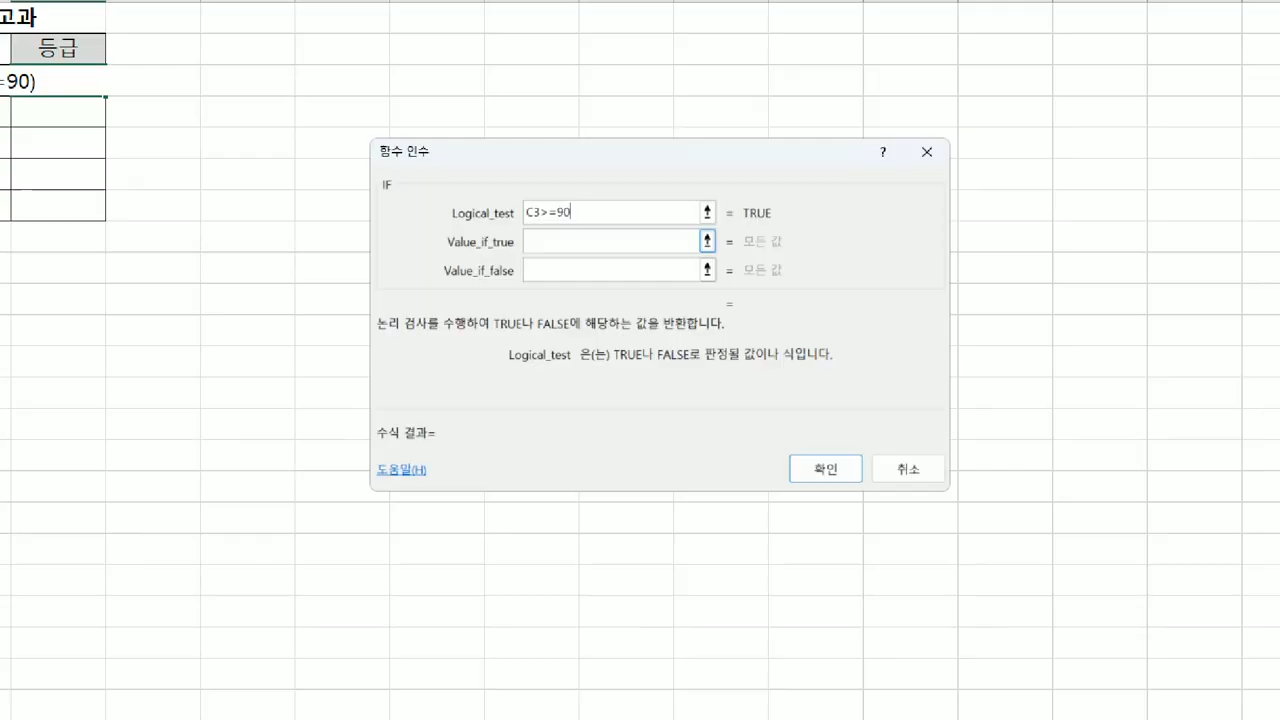 고과
등급
=90)
함수 인수 ? ×
IF
Logical_test C3>=90 = TRUE
Value_if_true = 모든 값
Value_if_false = 모든 값
=
논리 검사를 수행하여 TRUE나 FALSE에 해당하는 값을 반환합니다.
Logical_test 은(는) TRUE나 FALSE로 판정될 값이나 식입니다.
수식 결과=
도움말(H) 확인 취소